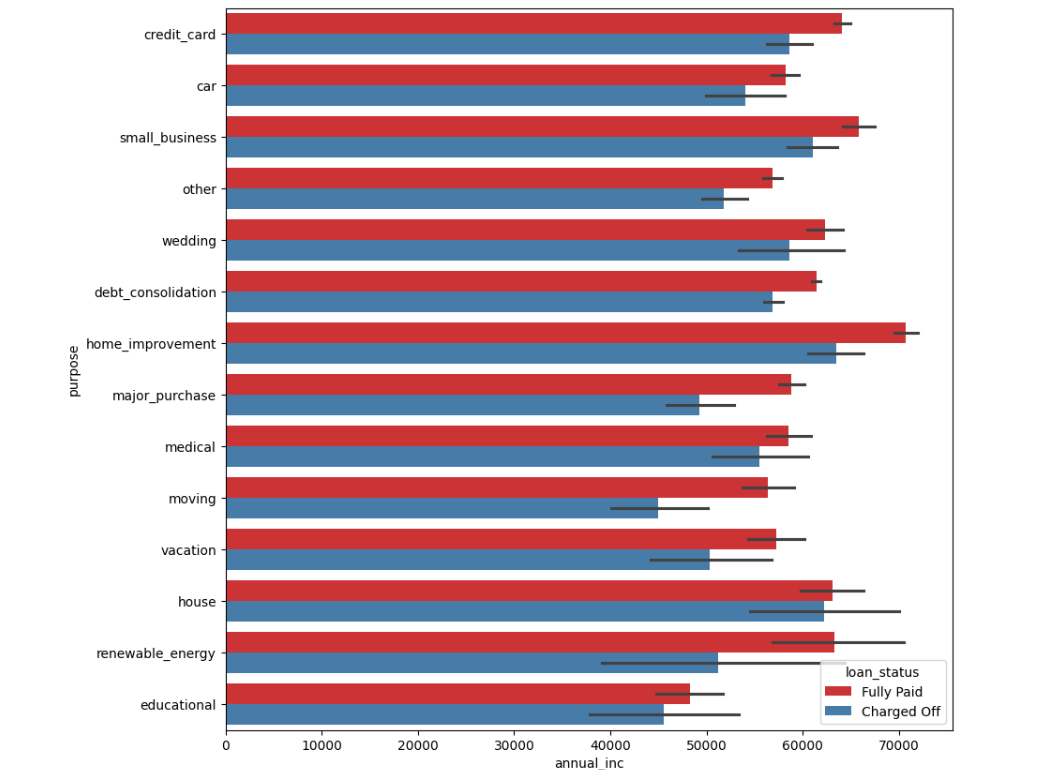 credit_card
car
small_business
other
wedding
debt_consolidation
home_improvement
major_purchase
medical
moving
vacation
house
renewable_energy
educational
purpose
loan_status
Fully Paid
Charged Off
0 10000 20000 30000 40000 50000 60000 70000
annual_inc